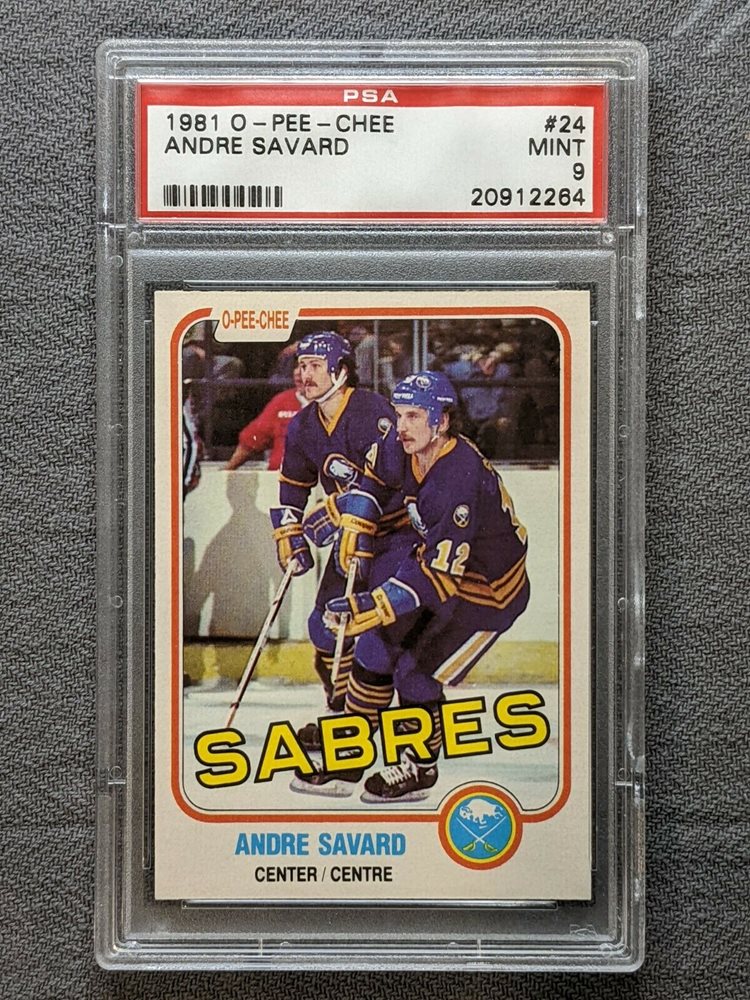 PSA
1981 O-PEE-CHEE #24
ANDRE SAVARD MINT
9
20912264
O-PEE-CHEE
12
SABRES
ANDRE SAVARD
CENTER / CENTRE